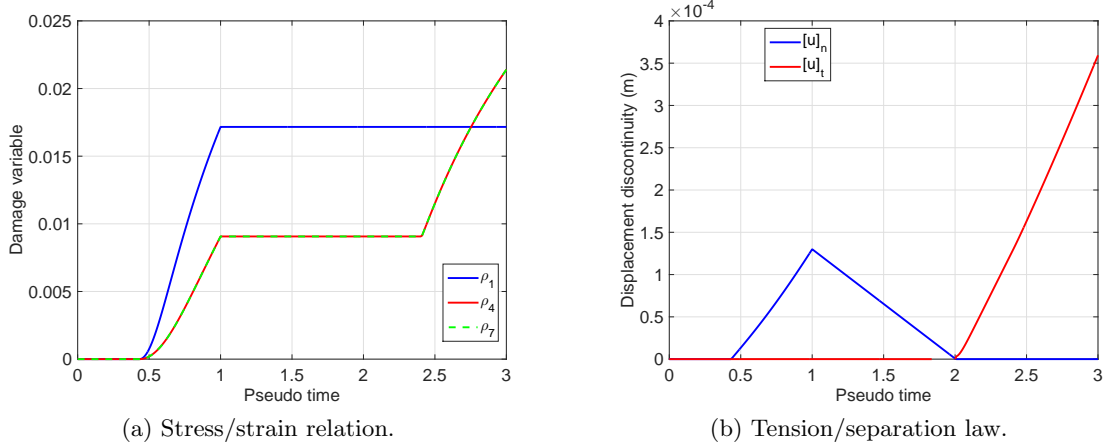 0.025
0.02
0.015
0.01
0.005
0
Damage variable
ρ1
ρ4
ρ7
0 0.5 1 1.5 2 2.5 3
Pseudo time
(a) Stress/strain relation.
×10-4
4
3.5
3
2.5
2
1.5
1
0.5
0
Displacement discontinuity (m)
[u]n
[u]t
0 0.5 1 1.5 2 2.5 3
Pseudo time
(b) Tension/separation law.